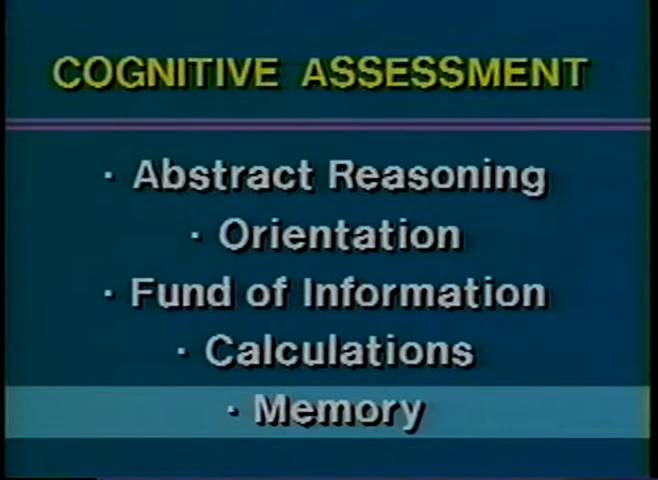 COGNITIVE ASSESSMENT
· Abstract Reasoning
· Orientation
· Fund of Information
· Calculations
· Memory